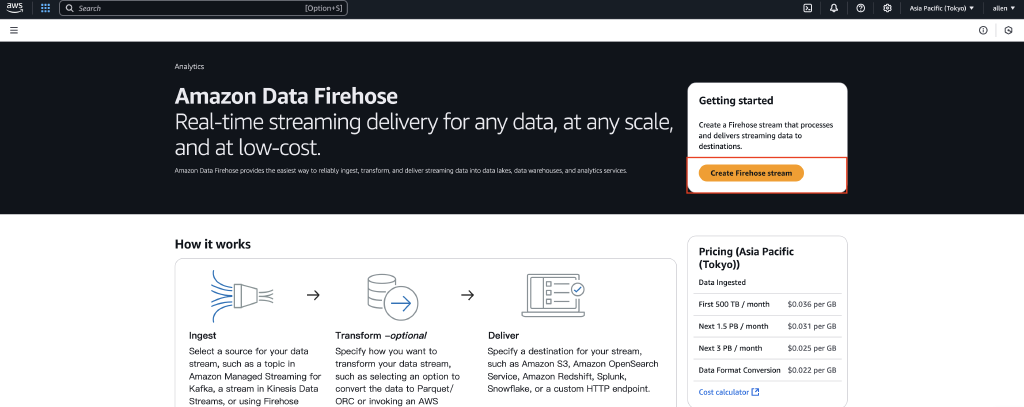 aws
Search
[Option+S]
Asia Pacific (Tokyo) ▼
allen ▼
Analytics
Amazon Data Firehose
Real-time streaming delivery for any data, at any scale,
and at low-cost.
Amazon Data Firehose provides the easiest way to reliably ingest, transform, and deliver streaming data into data lakes, data warehouses, and analytics services.
Getting started
Create a Firehose stream that processes
and delivers streaming data to
destinations.
Create Firehose stream
How it works
Ingest
Select a source for your data
stream, such as a topic in
Amazon Managed Streaming for
Kafka, a stream in Kinesis Data
Streams, or using Firehose
Transform –optional
Specify how you want to
transform your data stream,
such as selecting an option to
convert the data to Parquet/
ORC or invoking an AWS
Deliver
Specify a destination for your stream,
such as Amazon S3, Amazon OpenSearch
Service, Amazon Redshift, Splunk,
Snowflake, or a custom HTTP endpoint.
Pricing (Asia Pacific
(Tokyo))
Data Ingested
First 500 TB / month $0.036 per GB
Next 1.5 PB / month $0.031 per GB
Next 3 PB / month $0.025 per GB
Data Format Conversion $0.022 per GB
Cost calculator